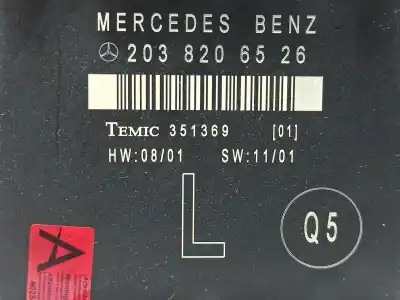 MERCEDES BENZ
203 820 65 26
TEMIC 351369 [01]
HW:08/01 SW:11/01
L
Q5
A